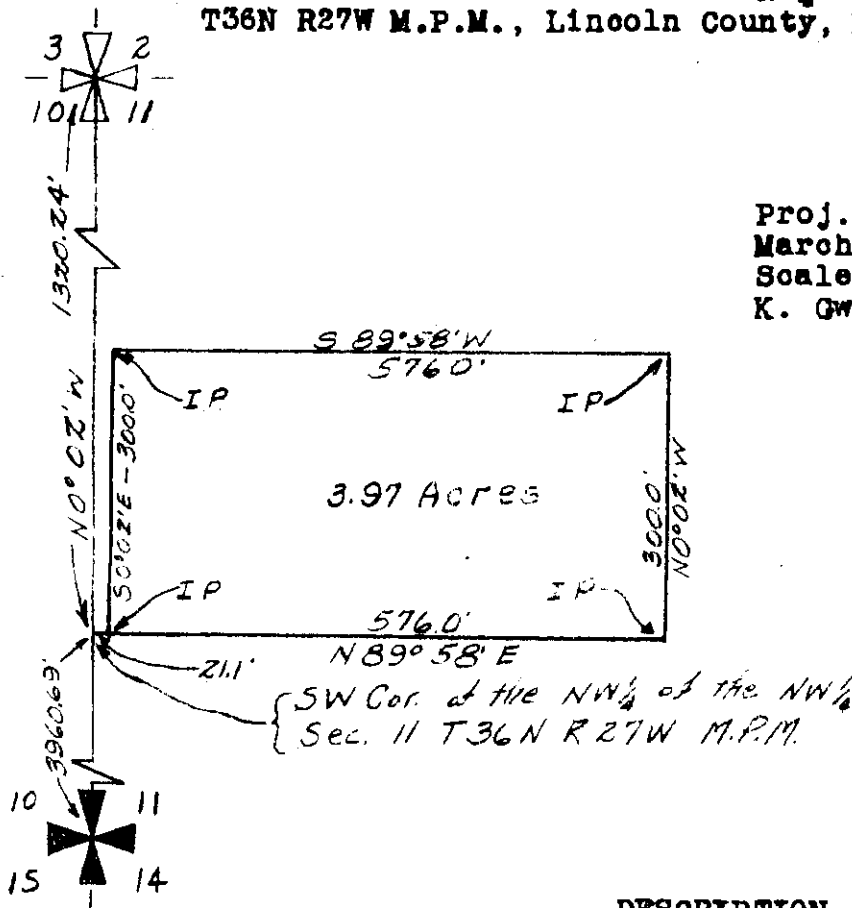 T36N R27W M.P.M., Lincoln County,
3 2
10 11
1320.24'
Proj.
March
Scale
K. Gw
S 89°58' W
576.0'
IP
IP
N0°02' W
S0°02'E - 300.0'
3.97 Acres
300.0'
N0°02' W
IP
IP
576.0'
N 89° 58' E
21.1'
3960.69'
SW Cor. of the NW¼ of the NW¼
Sec. 11 T36N R27W M.P.M.
10 11
15 14
DESCRIPTION